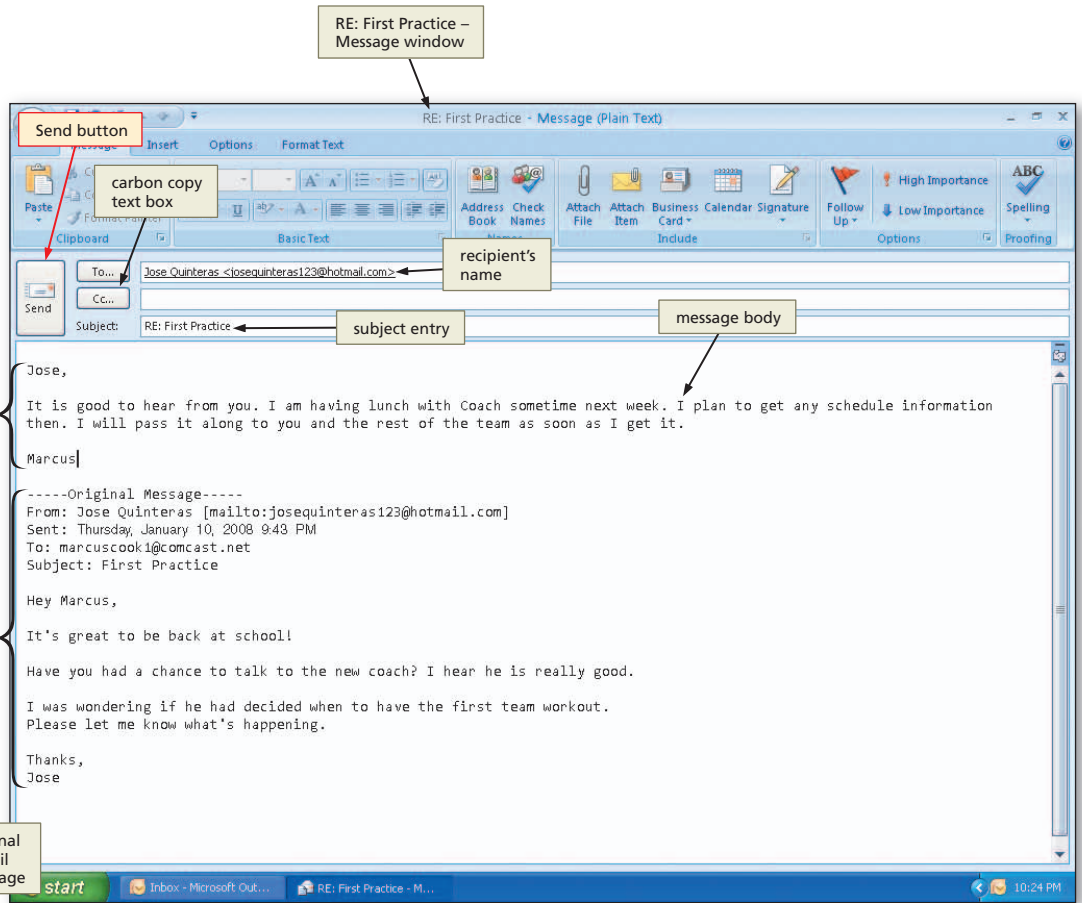 RE: First Practice –
Message window
RE: First Practice - Message (Plain Text)
Send button
Message Insert Options Format Text
carbon copy
text box
Paste
Format Painter
Address Book
Check Names
Attach File
Attach Item
Business Card
Calendar
Signature
Follow Up
High Importance
Low Importance
ABC
Spelling
Clipboard
Basic Text
Names
Include
Options
Proofing
recipient's
name
Send
To...
Jose Quinteras <josequinteras123@hotmail.com>
Cc...
Subject:
RE: First Practice
subject entry
message body
Jose,
It is good to hear from you. I am having lunch with Coach sometime next week. I plan to get any schedule information
then. I will pass it along to you and the rest of the team as soon as I get it.
Marcus
-----Original Message-----
From: Jose Quinteras [mailto:josequinteras123@hotmail.com]
Sent: Thursday, January 10, 2008 9:43 PM
To: marcuscook1@comcast.net
Subject: First Practice
Hey Marcus,
It's great to be back at school!
Have you had a chance to talk to the new coach? I hear he is really good.
I was wondering if he had decided when to have the first team workout.
Please let me know what's happening.
Thanks,
Jose
nal
il
age
start
Inbox - Microsoft Out...
RE: First Practice - M...
10:24 PM